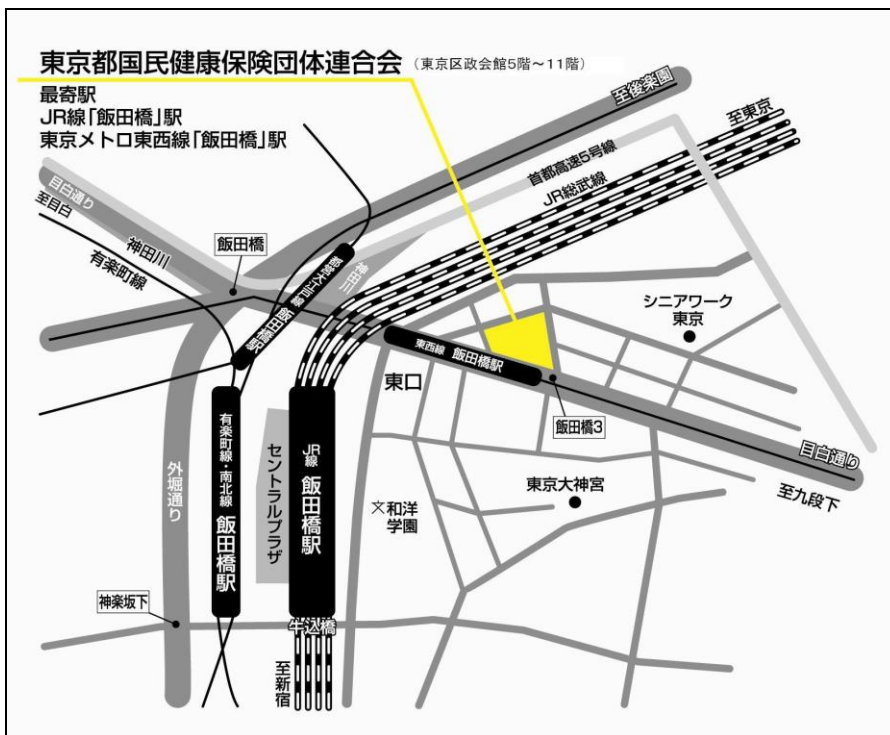 東京都国民健康保険団体連合会 (東京区政会館5階～11階)
最寄駅
JR線「飯田橋」駅
東京メトロ東西線「飯田橋」駅
至後楽園
至東京
首都高速5号線
JR総武線
目白通り
至目白
神田川
有楽町線
飯田橋
都営大江戸線 飯田橋駅
神田川
シニアワーク
東京
東西線 飯田橋駅
東口
飯田橋3
目白通り
至九段下
外堀通り
有楽町線・南北線 飯田橋駅
セントラルプラザ
JR線 飯田橋駅
文和洋
学園
東京大神宮
神楽坂下
牛込橋
至新宿